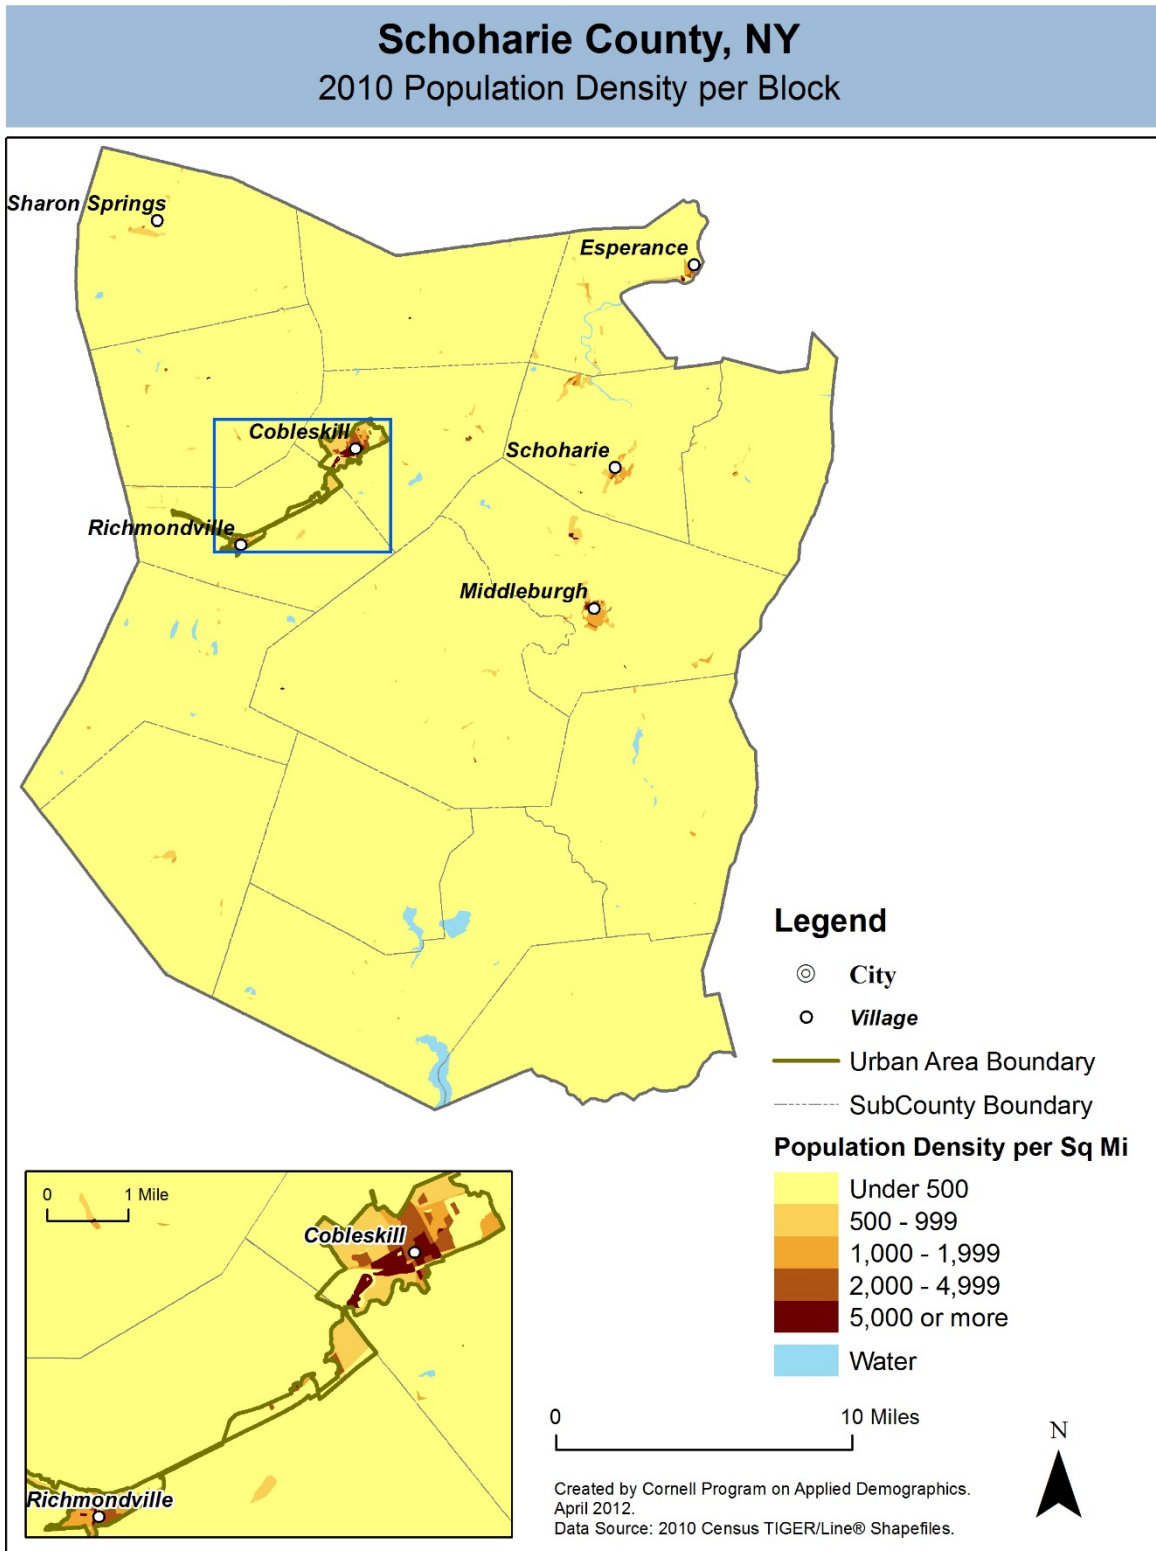 Schoharie County, NY
2010 Population Density per Block
Sharon Springs
Esperance
Cobleskill
Schoharie
Richmondville
Middleburgh
Legend
City
Village
Urban Area Boundary
SubCounty Boundary
Population Density per Sq Mi
Under 500
500 - 999
1,000 - 1,999
2,000 - 4,999
5,000 or more
Water
0 1 Mile
Cobleskill
Richmondville
0 10 Miles
N
Created by Cornell Program on Applied Demographics.
April 2012.
Data Source: 2010 Census TIGER/Line® Shapefiles.